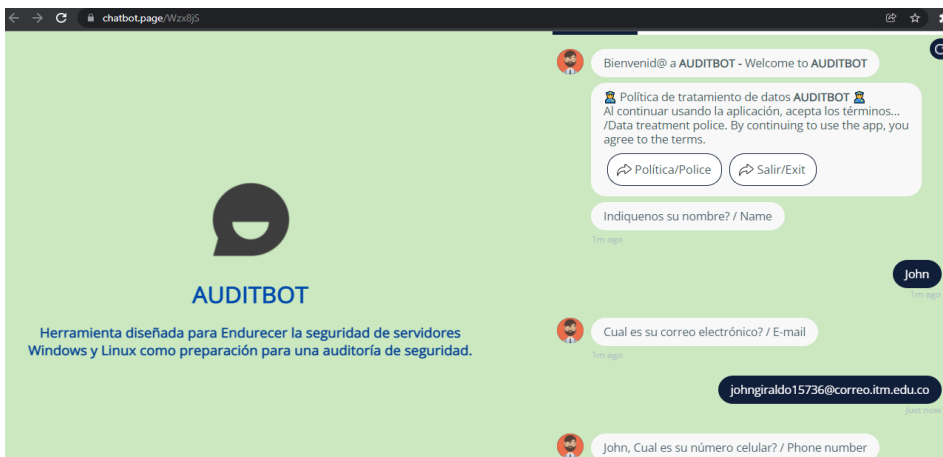 chatbot.page/Wzx8jS
AUDITBOT
Herramienta diseñada para Endurecer la seguridad de servidores
Windows y Linux como preparación para una auditoría de seguridad.
Bienvenid@ a AUDITBOT - Welcome to AUDITBOT
Política de tratamiento de datos AUDITBOT
Al continuar usando la aplicación, acepta los términos...
/Data treatment police. By continuing to use the app, you
agree to the terms.
Política/Police
Salir/Exit
Indiquenos su nombre? / Name
1m ago
John
1m ago
Cual es su correo electrónico? / E-mail
1m ago
johngiraldo15736@correo.itm.edu.co
Just now
John, Cual es su número celular? / Phone number